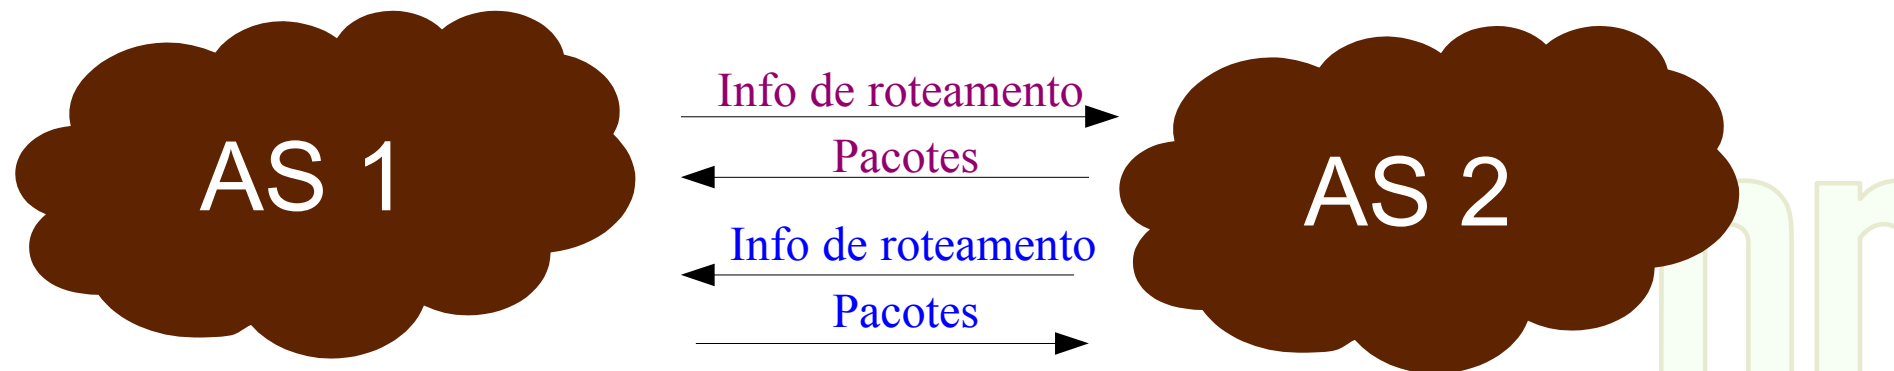 AS 1
Info de roteamento
Pacotes
Info de roteamento
Pacotes
AS 2